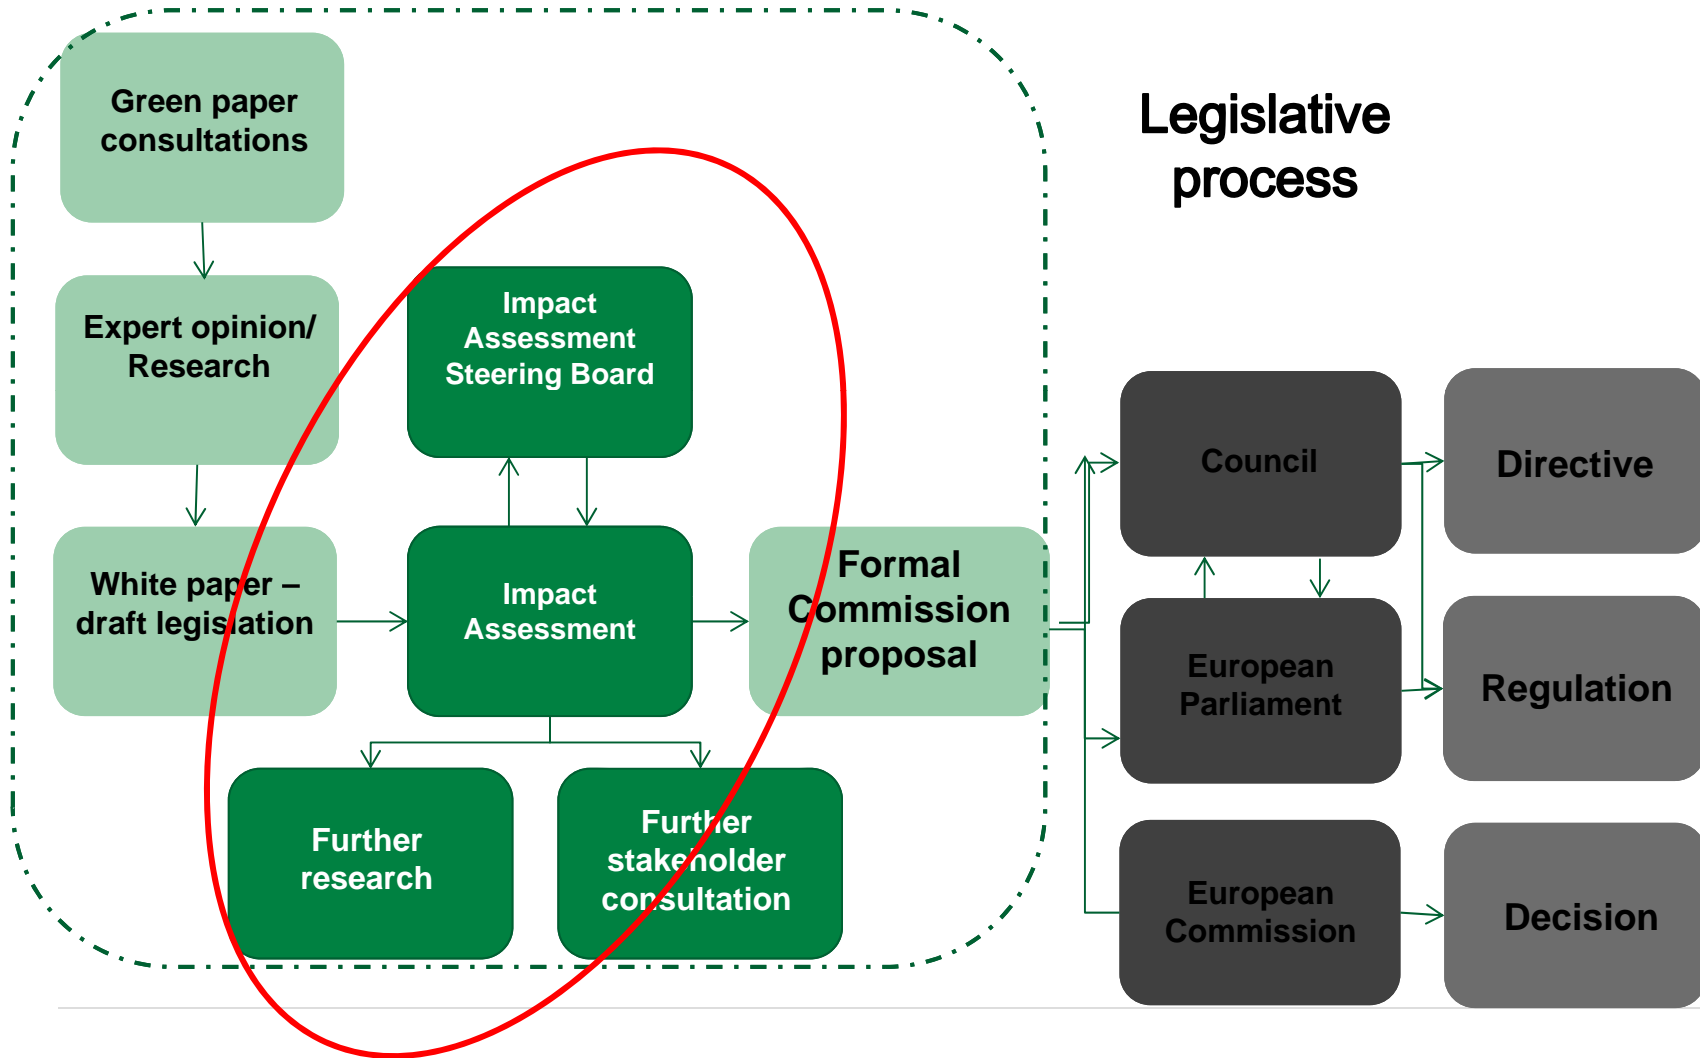 Green paper
consultations
Legislative
process
Expert opinion/
Research
Impact
Assessment
Steering Board
White paper –
draft legislation
Impact
Assessment
Formal
Commission
proposal
Further
research
Further
stakeholder
consultation
Council
Directive
European
Parliament
Regulation
European
Commission
Decision